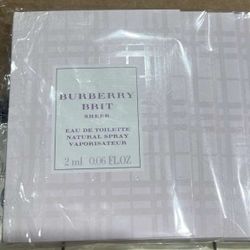 BURBERRY
BRIT
SHEER
EAU DE TOILETTE
NATURAL SPRAY
VAPORISATEUR
2 ml 0.06 FL.OZ